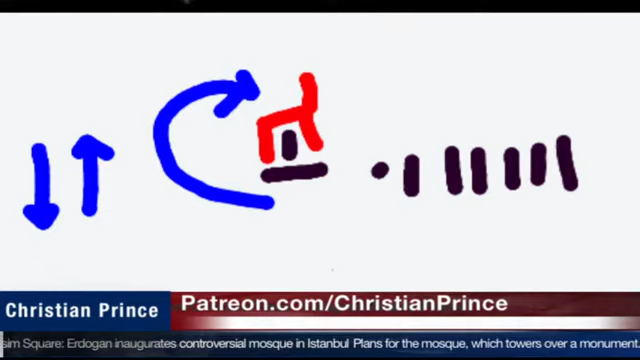 Christian Prince
Patreon.com/ChristianPrince
sim Square: Erdogan inaugurates controversial mosque in Istanbul Plans for the mosque, which towers over a monument.